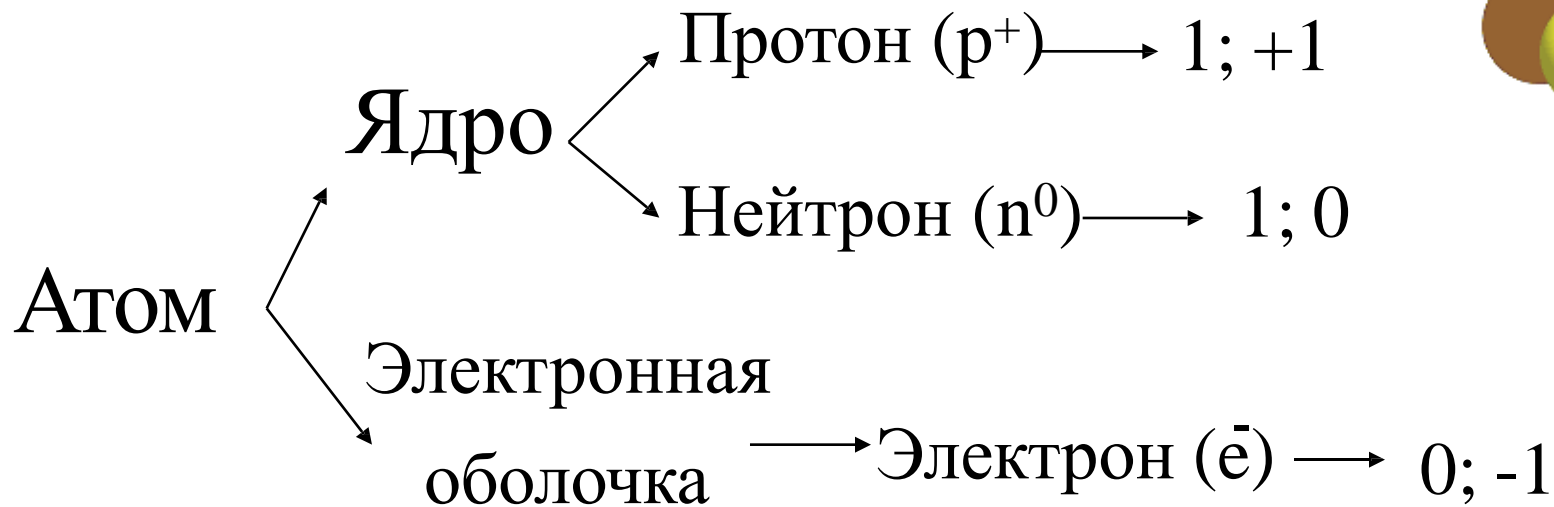 Протон (p⁺) 1; +1
Ядро
Нейтрон (n⁰) 1; 0
Атом
Электронная
оболочка Электрон (ē) 0; -1